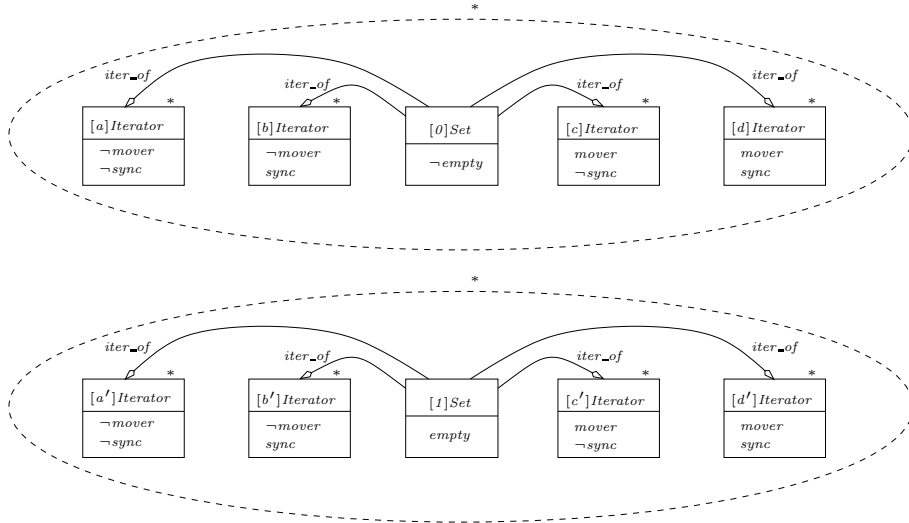 *
iter_of iter_of iter_of iter_of
* * * *
[a]Iterator [b]Iterator [0]Set [c]Iterator [d]Iterator
¬mover ¬mover ¬empty mover mover
¬sync sync ¬sync sync
*
iter_of iter_of iter_of iter_of
* * * *
[a']Iterator [b']Iterator [1]Set [c']Iterator [d']Iterator
¬mover ¬mover empty mover mover
¬sync sync ¬sync sync